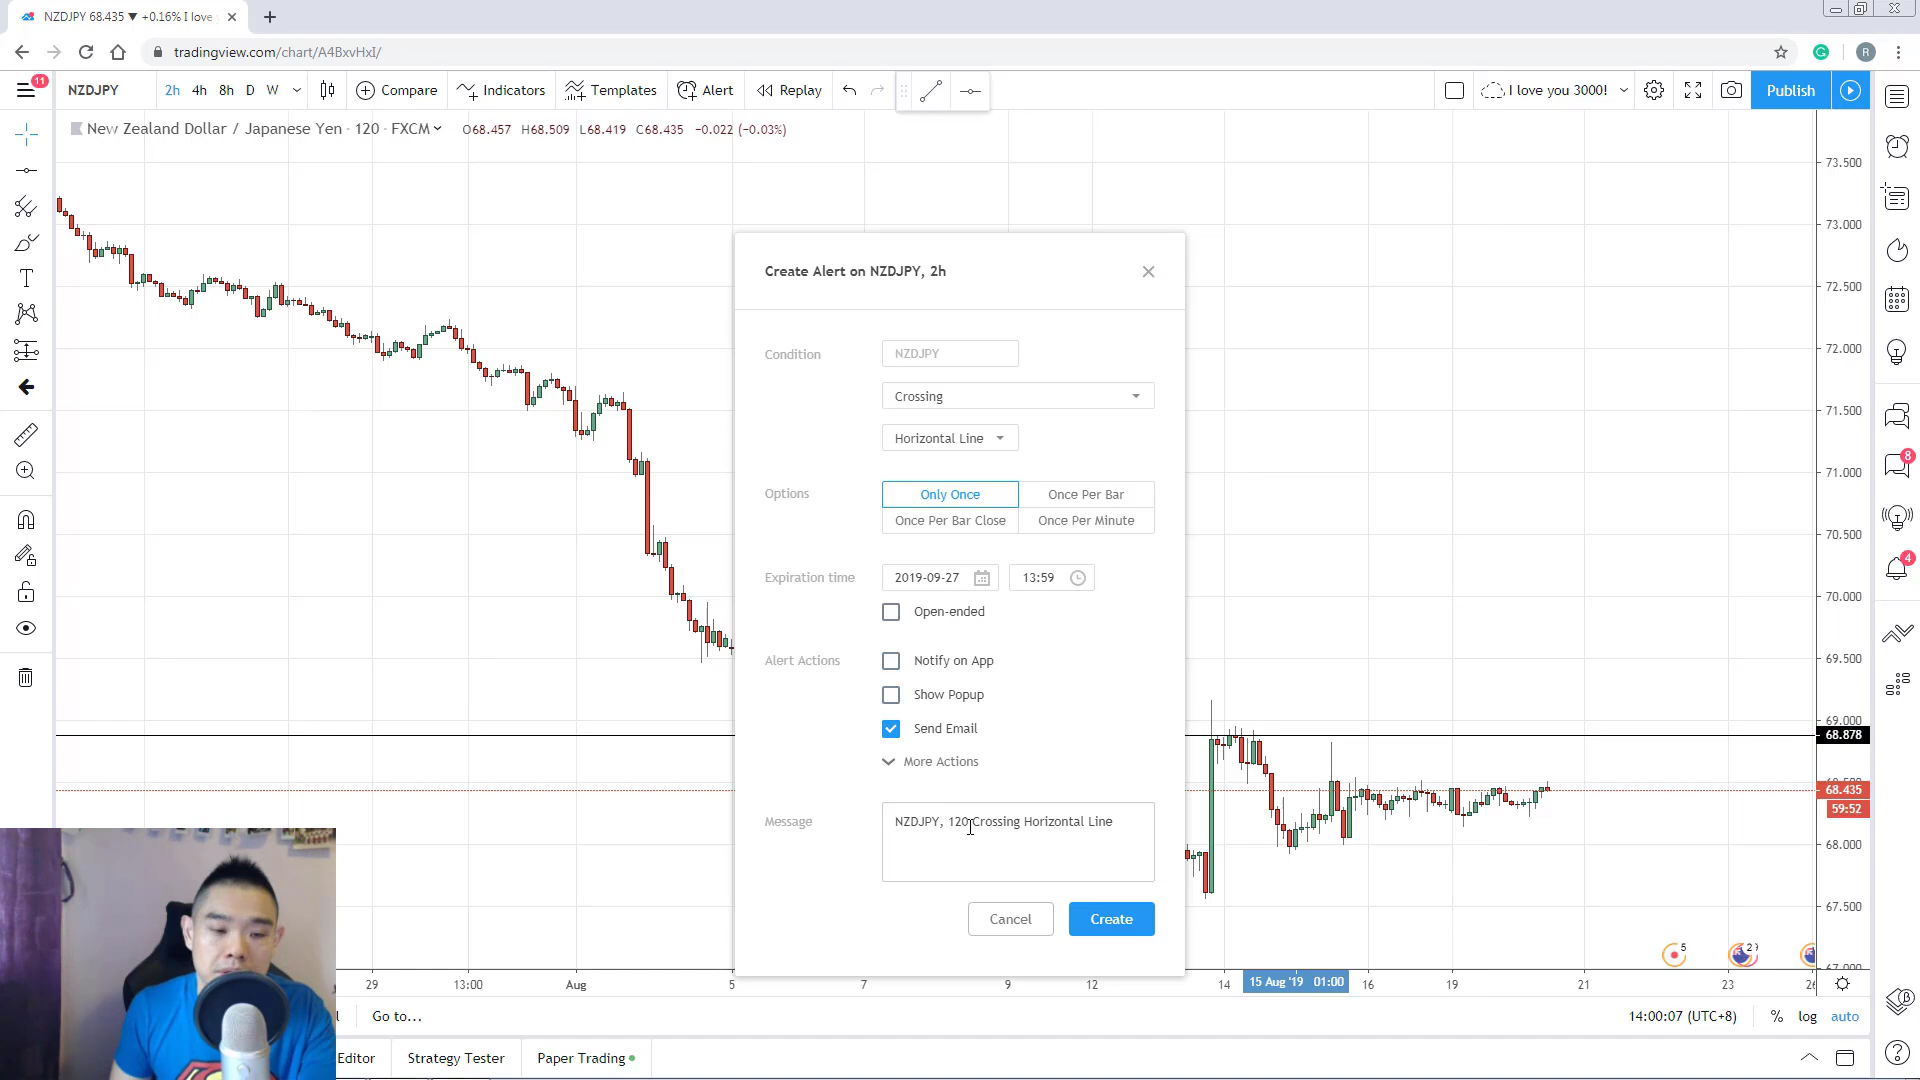 NZDJPY 68.435 ▼ +0.16% I love
tradingview.com/chart/A4BxvHxI/
R
11
NZDJPY 2h 4h 8h D W Compare Indicators Templates Alert Replay I love you 3000! Publish
New Zealand Dollar / Japanese Yen · 120 · FXCM O68.457 H68.509 L68.419 C68.435 −0.022 (−0.03%)
73.500
73.000
72.500
72.000
71.500
71.000
70.500
70.000
69.500
69.000
68.878
68.435
59:52
68.000
67.500
8
4
Create Alert on NZDJPY, 2h
Condition NZDJPY
Crossing
Horizontal Line
Options Only Once Once Per Bar
Once Per Bar Close Once Per Minute
Expiration time 2019-09-27 13:59
Open-ended
Alert Actions Notify on App
Show Popup
Send Email
More Actions
Message NZDJPY, 120 Crossing Horizontal Line
Cancel Create
5 2
29 13:00 Aug 5 7 9 12 14 15 Aug '19 01:00 16 19 21 23
Go to... 14:00:07 (UTC+8) % log auto
Editor Strategy Tester Paper Trading